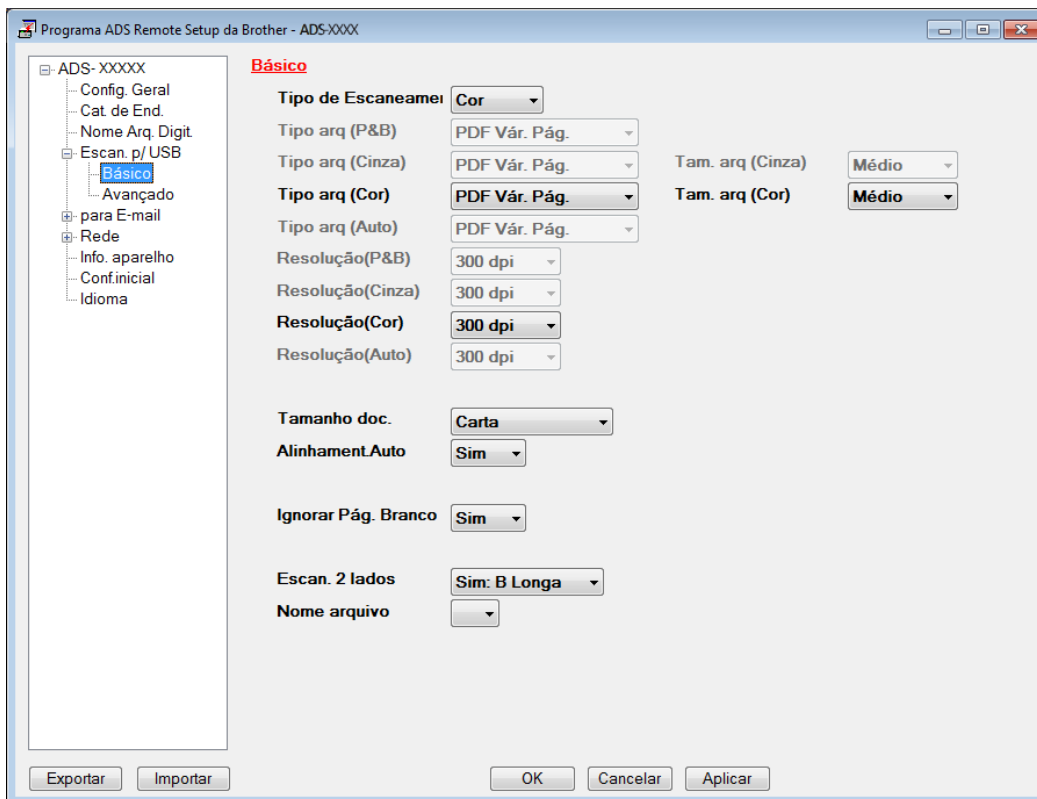 Programa ADS Remote Setup da Brother - ADS-XXXX
ADS- XXXXX
Config. Geral
Cat. de End.
Nome Arq. Digit.
Escan. p/ USB
Básico
Avançado
para E-mail
Rede
Info. aparelho
Conf.inicial
Idioma
Básico
Tipo de Escaneamer Cor
Tipo arq (P&B) PDF Vár. Pág.
Tipo arq (Cinza) PDF Vár. Pág. Tam. arq (Cinza) Médio
Tipo arq (Cor) PDF Vár. Pág. Tam. arq (Cor) Médio
Tipo arq (Auto) PDF Vár. Pág.
Resolução(P&B) 300 dpi
Resolução(Cinza) 300 dpi
Resolução(Cor) 300 dpi
Resolução(Auto) 300 dpi
Tamanho doc. Carta
Alinhament.Auto Sim
Ignorar Pág. Branco Sim
Escan. 2 lados Sim: B Longa
Nome arquivo
Exportar Importar OK Cancelar Aplicar